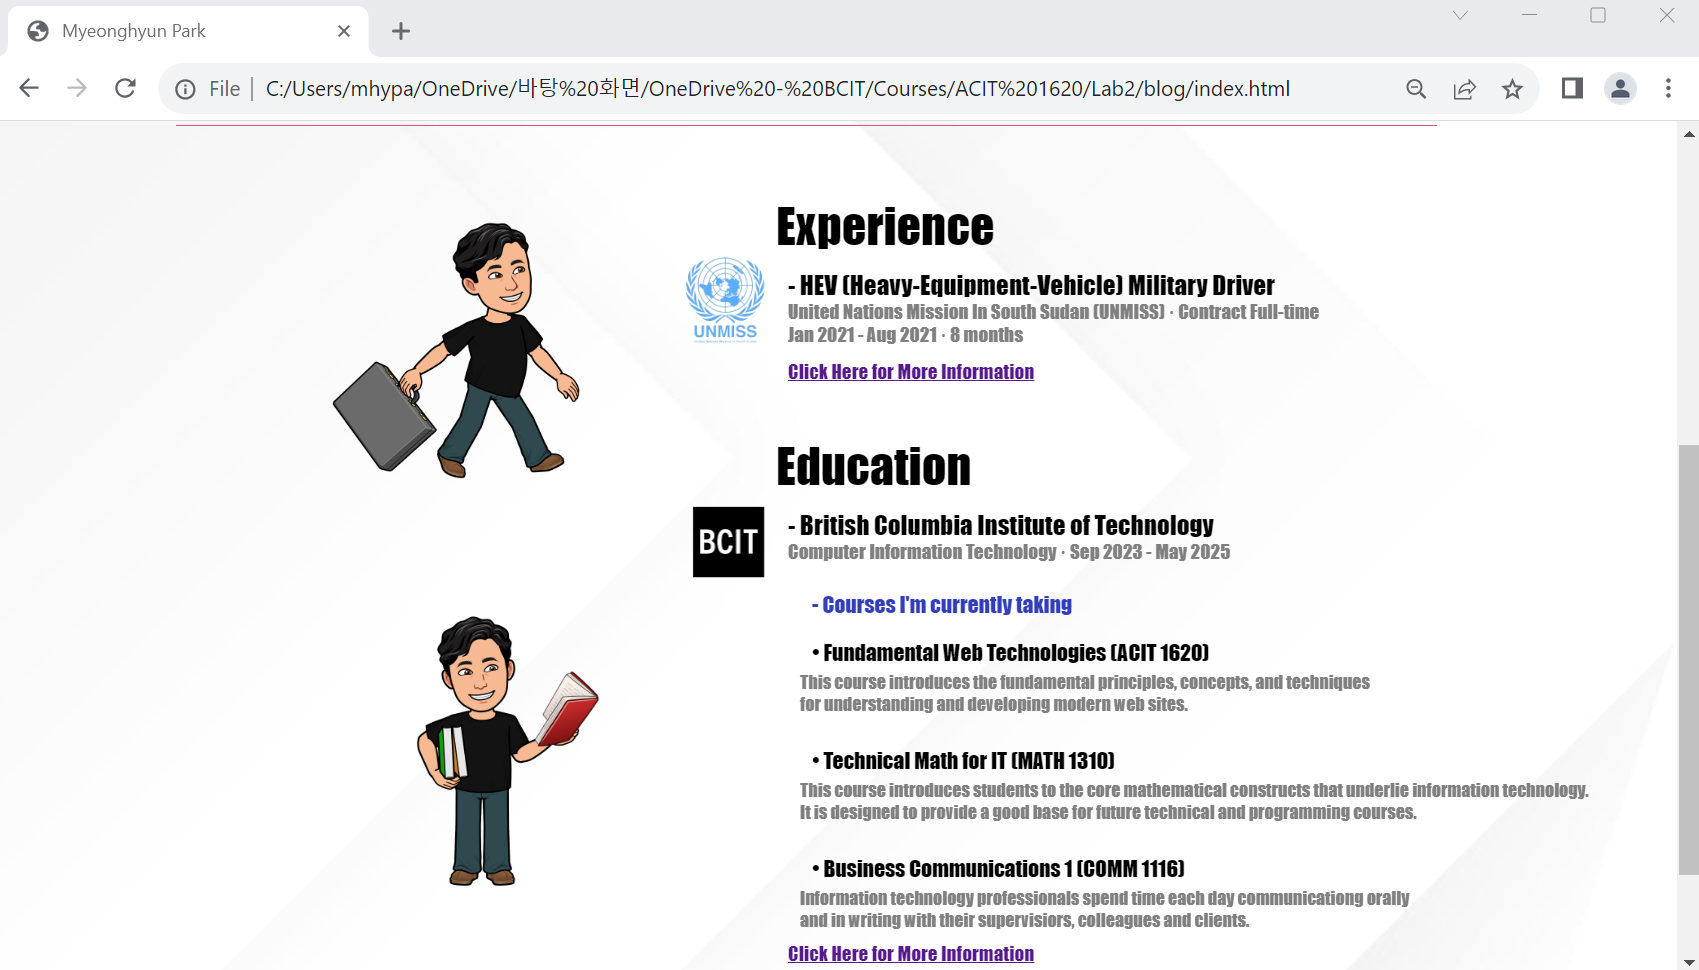 Myeonghyun Park
File C:/Users/mhypa/OneDrive/바탕%20화면/OneDrive%20-%20BCIT/Courses/ACIT%201620/Lab2/blog/index.html
Experience
- HEV (Heavy-Equipment-Vehicle) Military Driver
United Nations Mission In South Sudan (UNMISS) · Contract Full-time
Jan 2021 - Aug 2021 · 8 months
UNMISS
Click Here for More Information
Education
BCIT
- British Columbia Institute of Technology
Computer Information Technology · Sep 2023 - May 2025
- Courses I'm currently taking
• Fundamental Web Technologies (ACIT 1620)
This course introduces the fundamental principles, concepts, and techniques
for understanding and developing modern web sites.
• Technical Math for IT (MATH 1310)
This course introduces students to the core mathematical constructs that underlie information technology.
It is designed to provide a good base for future technical and programming courses.
• Business Communications 1 (COMM 1116)
Information technology professionals spend time each day communicationg orally
and in writing with their supervisiors, colleagues and clients.
Click Here for More Information